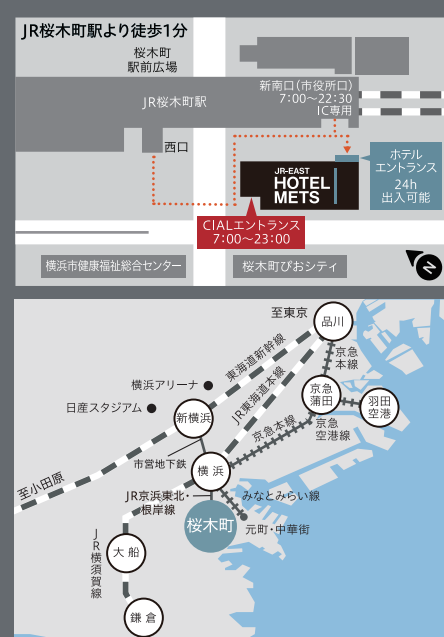 JR桜木町駅より徒歩1分
桜木町
駅前広場
新南口(市役所口)
7:00〜22:30
IC専用
JR桜木町駅
西口
ホテル
エントランス
24h
出入可能
JR-EAST
HOTEL
METS
CIALエントランス
7:00〜23:00
横浜市健康福祉総合センター
桜木町ぴおシティ
N
至東京
品川
東海道新幹線
京急
本線
横浜アリーナ
日産スタジアム
JR東海道本線
京急
蒲田
羽田
空港
新横浜
京急本線
京急
空港線
市営地下鉄
横浜
至小田原
JR京浜東北・
根岸線
みなとみらい線
桜木町
元町・中華街
JR横須賀線
大船
鎌倉